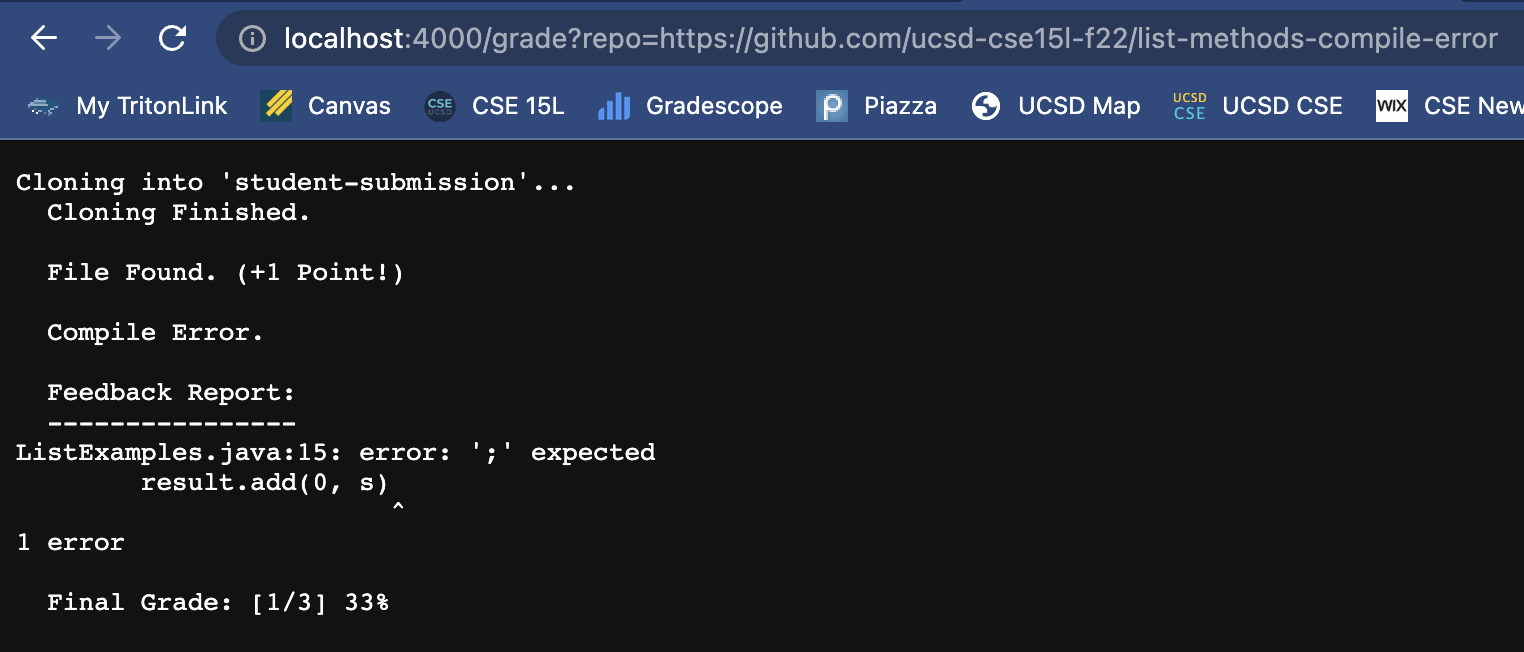 localhost:4000/grade?repo=https://github.com/ucsd-cse15l-f22/list-methods-compile-error
My TritonLink Canvas CSE UCSD CSE 15L Gradescope Piazza UCSD Map UCSD CSE UCSD CSE WIX CSE New
Cloning into 'student-submission'...
Cloning Finished.
File Found. (+1 Point!)
Compile Error.
Feedback Report:
----------------
ListExamples.java:15: error: ';' expected
result.add(0, s)
^
1 error
Final Grade: [1/3] 33%